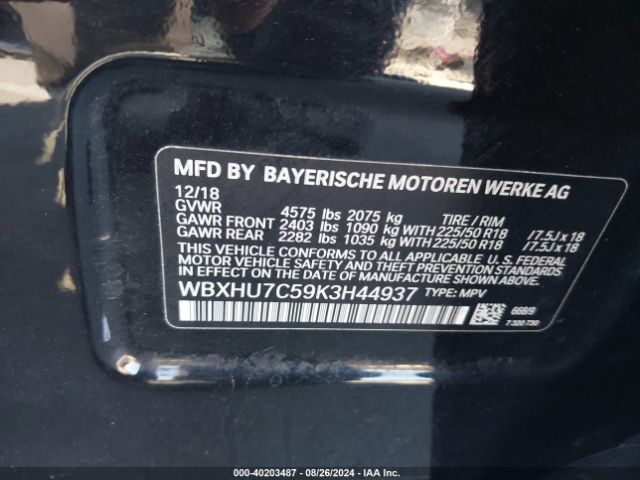 MFD BY BAYERISCHE MOTOREN WERKE AG
12/18
GVWR 4575 lbs 2075 kg TIRE / RIM
GAWR FRONT 2403 lbs 1090 kg WITH 225/50 R18 /7.5J x 18
GAWR REAR 2282 lbs 1035 kg WITH 225/50 R18 /7.5J x 18
THIS VEHICLE CONFORMS TO ALL APPLICABLE U.S. FEDERAL
MOTOR VEHICLE SAFETY AND THEFT PREVENTION STANDARDS
IN EFFECT ON THE DATE OF MANUFACTURE SHOWN ABOVE.
WBXHU7C59K3H44937 TYPE: MPV
7 320 730
000-40203487 - 08/26/2024 - IAA Inc.